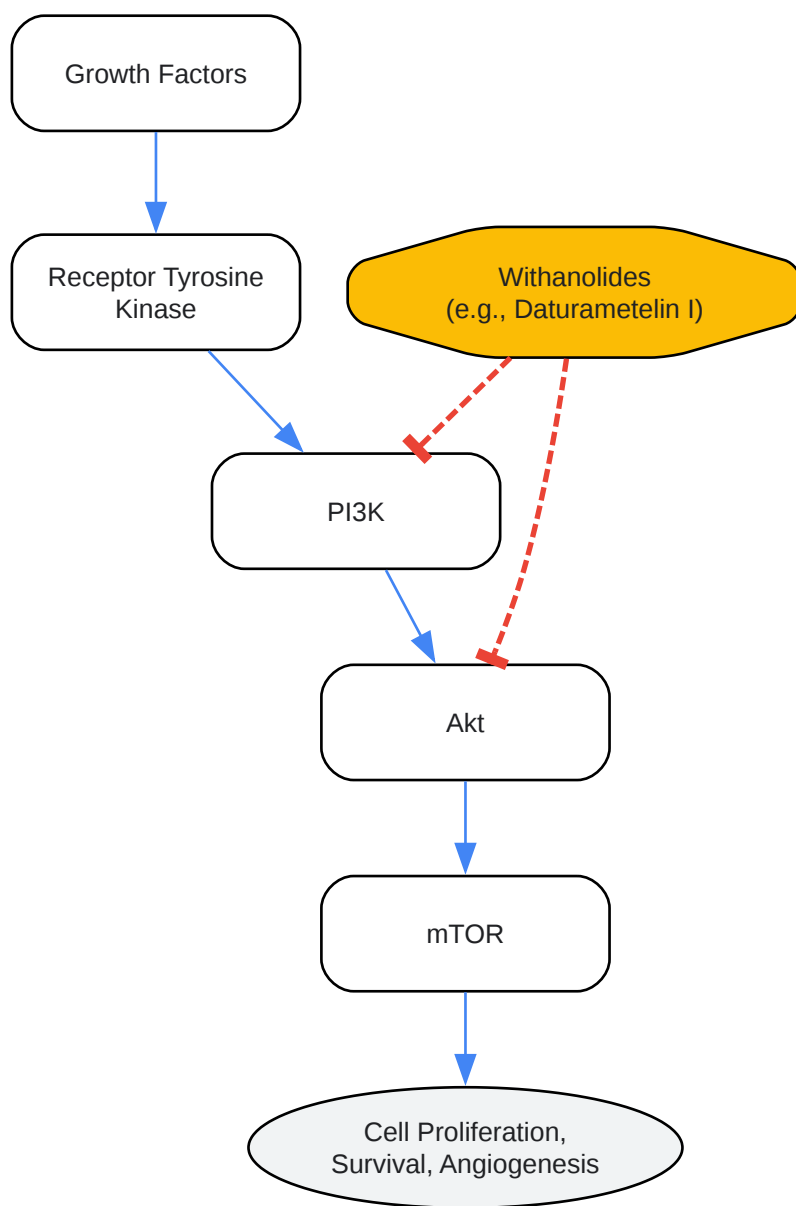 Growth Factors
Receptor Tyrosine
Kinase
Withanolides
(e.g., Daturametelin I)
PI3K
Akt
mTOR
Cell Proliferation,
Survival, Angiogenesis